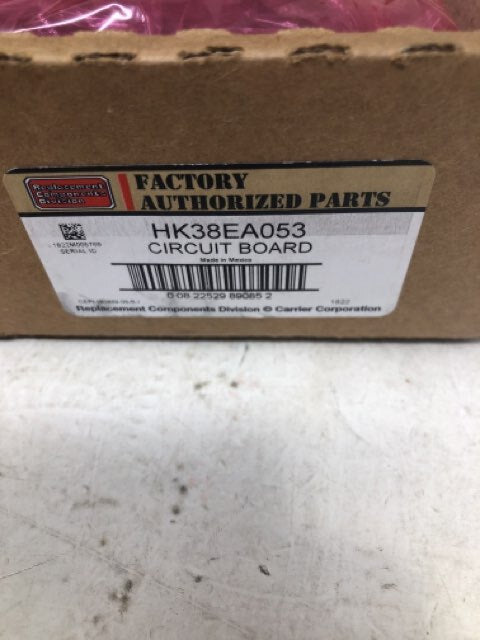 Replacement
Components
Division
FACTORY
AUTHORIZED PARTS
HK38EA053
CIRCUIT BOARD
Made in Mexico
SERIAL ID
0 08 22529 89085 2
1822
Replacement Components Division © Carrier Corporation